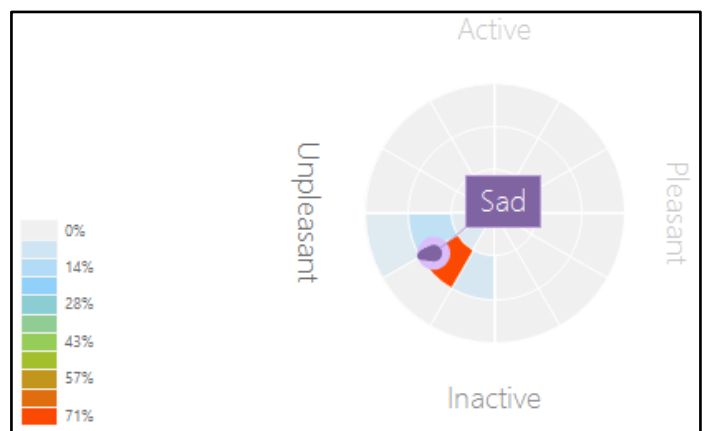 Active
Unpleasant
Sad
Pleasant
Inactive
0%
14%
28%
43%
57%
71%